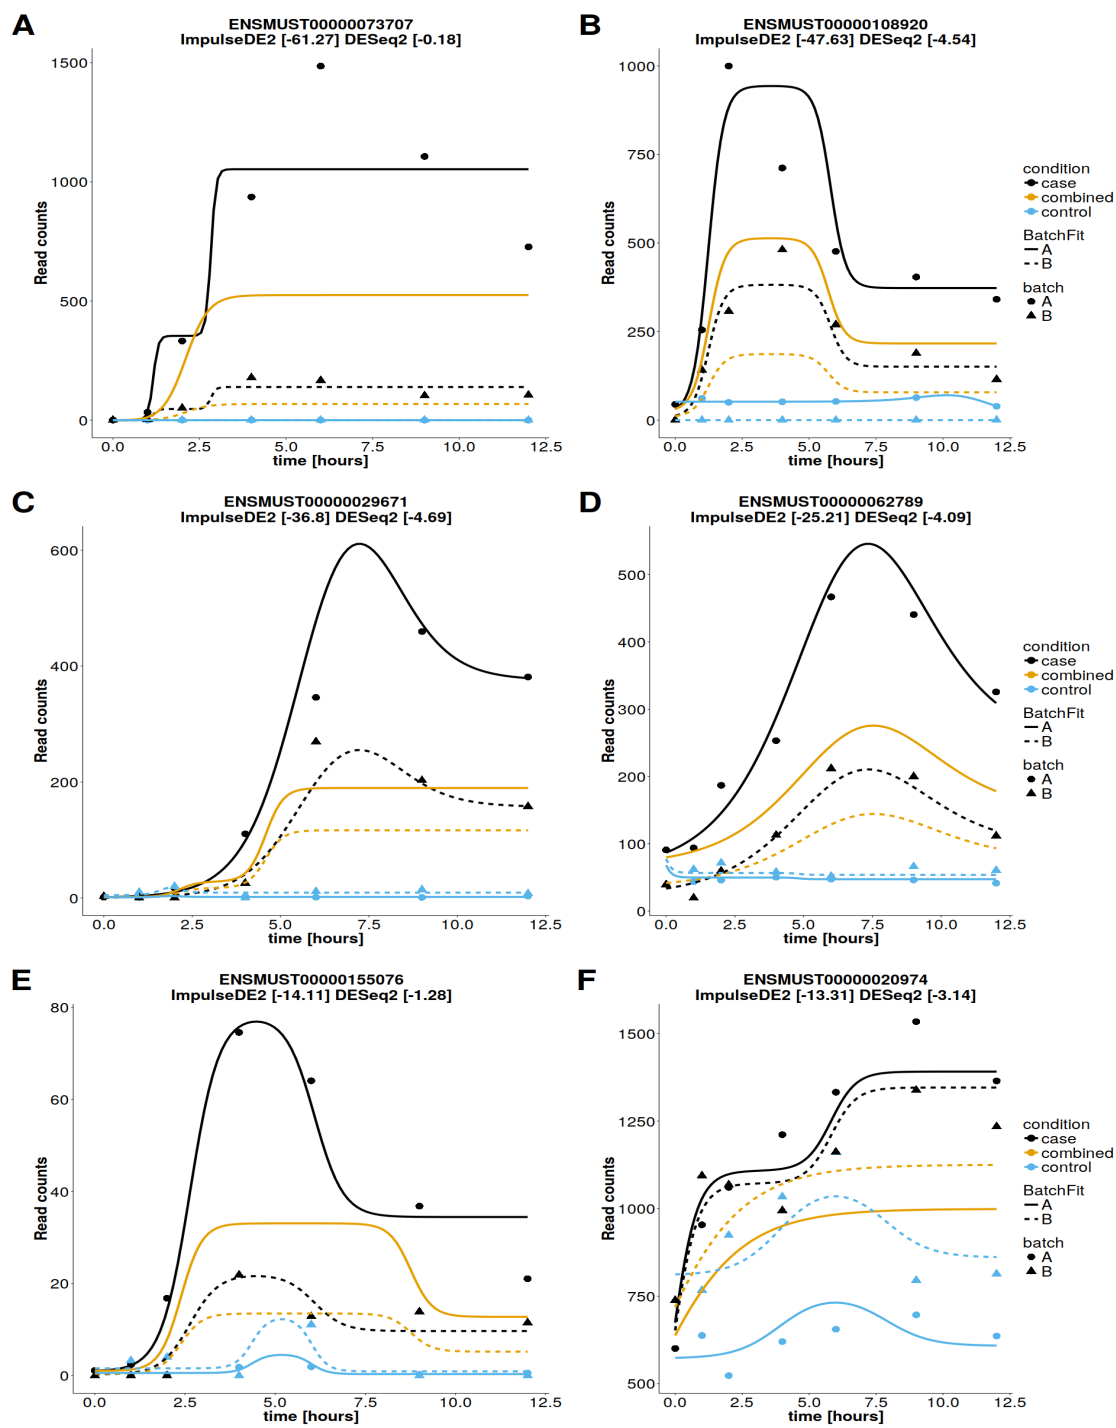 A
ENSMUST00000073707
ImpulseDE2 [-61.27] DESeq2 [-0.18]
1500
1000
500
0
Read counts
0.0 2.5 5.0 7.5 10.0 12.5
time [hours]
B
ENSMUST00000108920
ImpulseDE2 [-47.63] DESeq2 [-4.54]
1000
750
500
250
0
Read counts
0.0 2.5 5.0 7.5 10.0 12.5
time [hours]
condition
case
combined
control
BatchFit
A
B
batch
A
B
C
ENSMUST00000029671
ImpulseDE2 [-36.8] DESeq2 [-4.69]
600
400
200
0
Read counts
0.0 2.5 5.0 7.5 10.0 12.5
time [hours]
D
ENSMUST00000062789
ImpulseDE2 [-25.21] DESeq2 [-4.09]
500
400
300
200
100
0
Read counts
0.0 2.5 5.0 7.5 10.0 12.5
time [hours]
condition
case
combined
control
BatchFit
A
B
batch
A
B
E
ENSMUST00000155076
ImpulseDE2 [-14.11] DESeq2 [-1.28]
80
60
40
20
0
Read counts
0.0 2.5 5.0 7.5 10.0 12.5
time [hours]
F
ENSMUST00000020974
ImpulseDE2 [-13.31] DESeq2 [-3.14]
1500
1250
1000
750
500
Read counts
0.0 2.5 5.0 7.5 10.0 12.5
time [hours]
condition
case
combined
control
BatchFit
A
B
batch
A
B